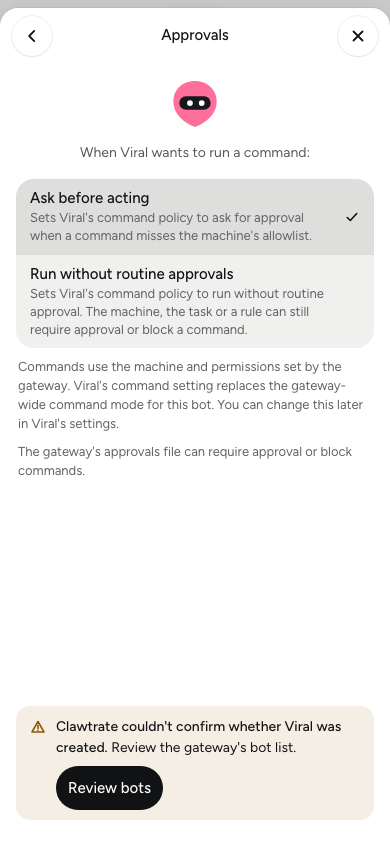 Approvals
When Viral wants to run a command:
Ask before acting
Sets Viral's command policy to ask for approval
when a command misses the machine's allowlist.
Run without routine approvals
Sets Viral's command policy to run without routine
approval. The machine, the task or a rule can still
require approval or block a command.
Commands use the machine and permissions set by the
gateway. Viral's command setting replaces the gateway-
wide command mode for this bot. You can change this later
in Viral's settings.
The gateway's approvals file can require approval or block
commands.
Clawtrate couldn't confirm whether Viral was
created. Review the gateway's bot list.
Review bots